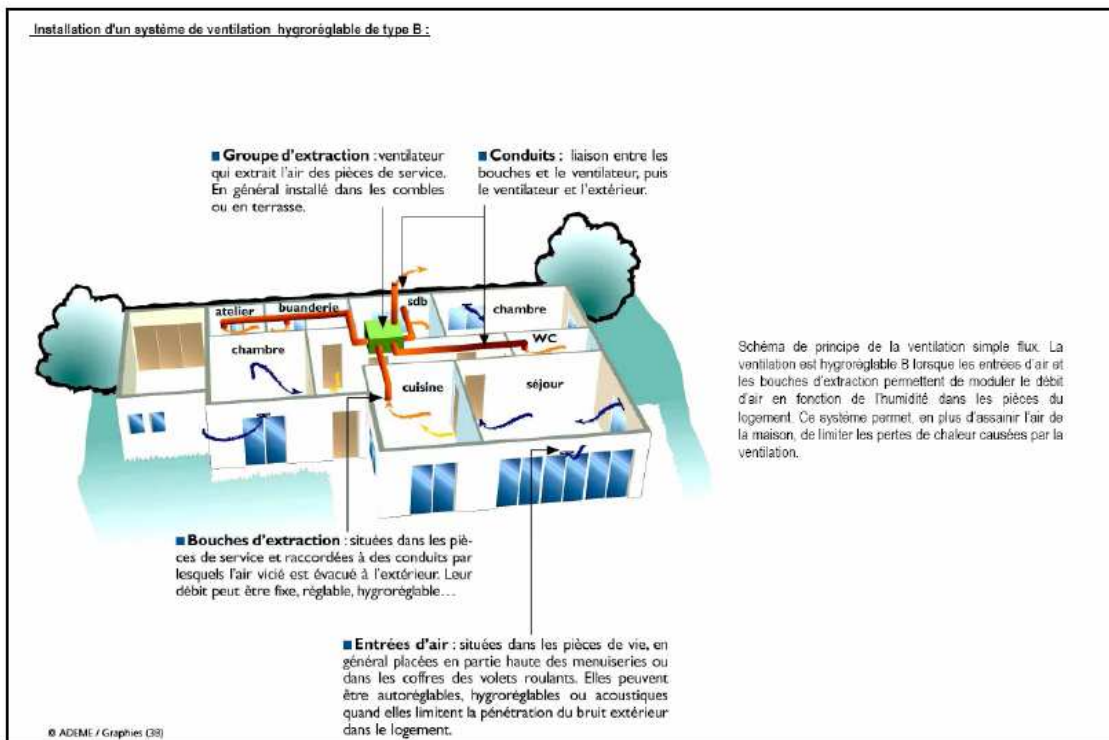 Installation d'un système de ventilation hygroréglable de type B :
■ Groupe d'extraction : ventilateur
qui extrait l'air des pièces de service.
En général installé dans les combles
ou en terrasse.
■ Conduits : liaison entre les
bouches et le ventilateur, puis
le ventilateur et l'extérieur.
atelier
buanderie
sdb
chambre
chambre
WC
cuisine
séjour
Schéma de principe de la ventilation simple flux. La
ventilation est hygroréglable B lorsque les entrées d'air et
les bouches d'extraction permettent de moduler le débit
d'air en fonction de l'humidité dans les pièces du
logement. Ce système permet, en plus d'assainir l'air de
la maison, de limiter les pertes de chaleur causées par la
ventilation.
■ Bouches d'extraction : situées dans les piè-
ces de service et raccordées à des conduits par
lesquels l'air vicié est évacué à l'extérieur. Leur
débit peut être fixe, réglable, hygroréglable...
■ Entrées d'air : situées dans les pièces de vie, en
général placées en partie haute des menuiseries ou
dans les coffres des volets roulants. Elles peuvent
être autoréglables, hygroréglables ou acoustiques
quand elles limitent la pénétration du bruit extérieur
dans le logement.
© ADEME / Graphies (38)